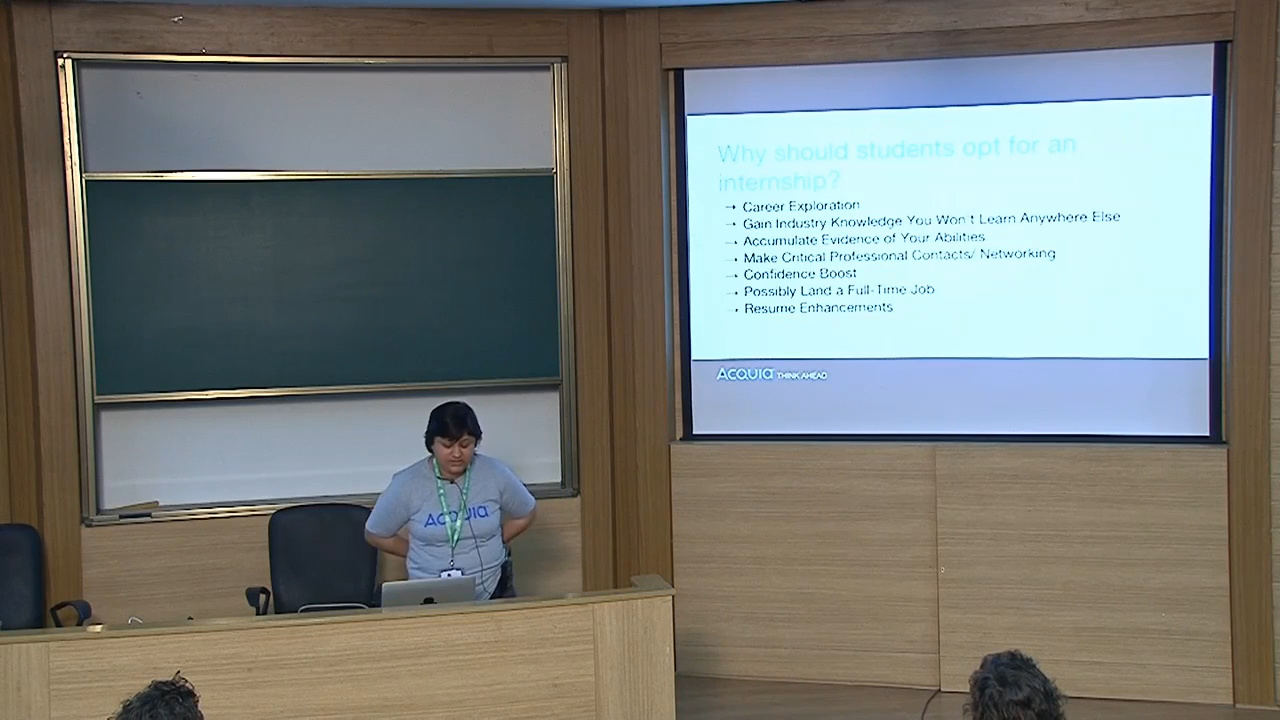 Why should students opt for an
internship?
→ Career Exploration
→ Gain Industry Knowledge You Won t Learn Anywhere Else
→ Accumulate Evidence of Your Abilities
→ Make Critical Professional Contacts/ Networking
→ Confidence Boost
→ Possibly Land a Full-Time Job
→ Resume Enhancements
ACQUIA THINK AHEAD
ACQUIA